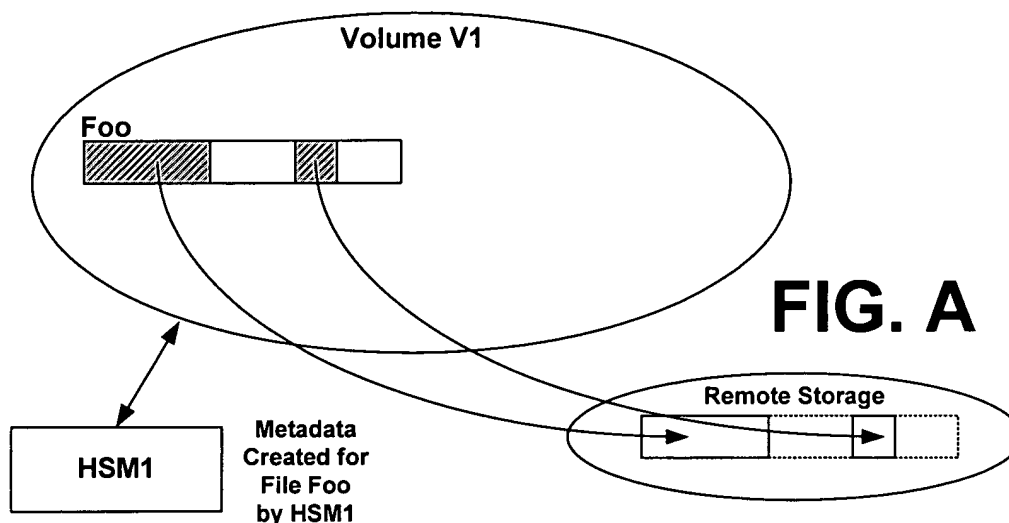 Volume V1
Foo
FIG. A
Remote Storage
HSM1
Metadata
Created for
File Foo
by HSM1